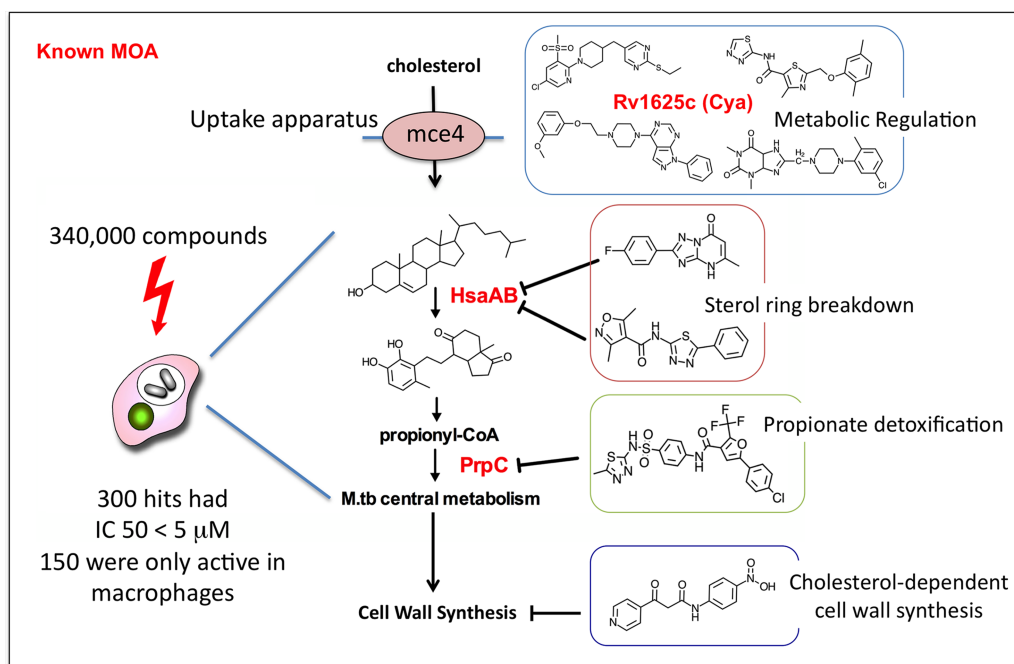 Known MOA
cholesterol
Uptake apparatus
mce4
Rv1625c (Cya)
Metabolic Regulation
340,000 compounds
HsaAB
Sterol ring breakdown
propionyl-CoA
PrpC
Propionate detoxification
M.tb central metabolism
300 hits had
IC 50 < 5 μM
150 were only active in
macrophages
Cell Wall Synthesis
Cholesterol-dependent
cell wall synthesis